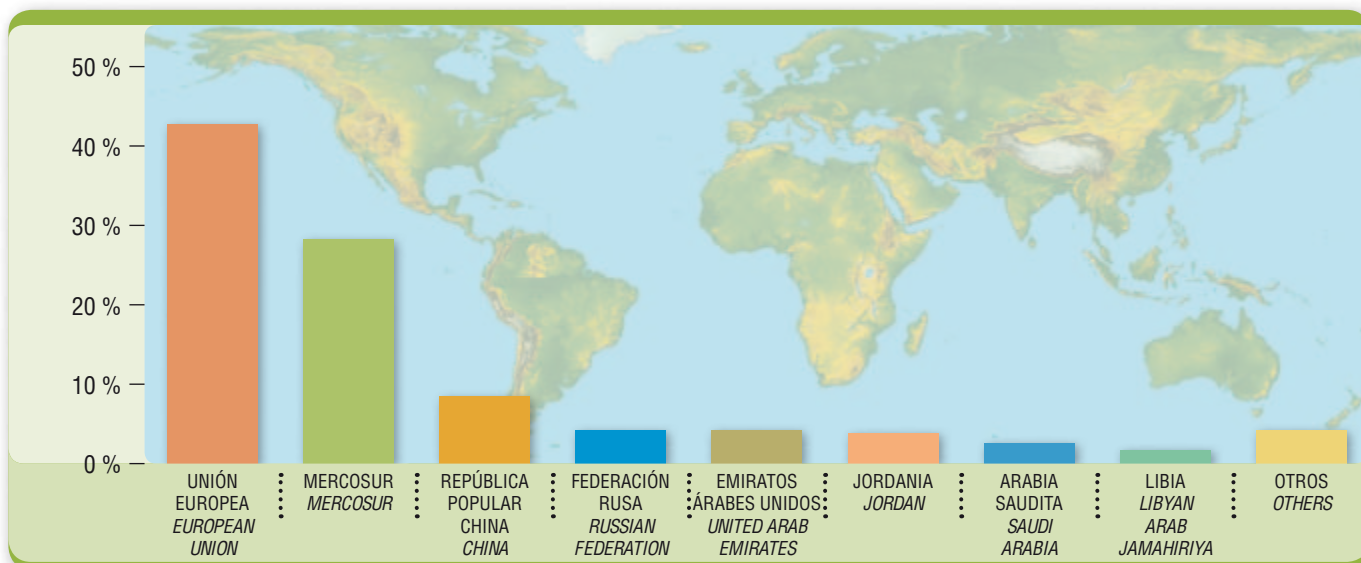 50 %
40 %
30 %
20 %
10 %
0 %
UNIÓN
EUROPEA
EUROPEAN
UNION
MERCOSUR
MERCOSUR
REPÚBLICA
POPULAR
CHINA
CHINA
FEDERACIÓN
RUSA
RUSSIAN
FEDERATION
EMIRATOS
ÁRABES UNIDOS
UNITED ARAB
EMIRATES
JORDANIA
JORDAN
ARABIA
SAUDITA
SAUDI
ARABIA
LIBIA
LIBYAN
ARAB
JAMAHIRIYA
OTROS
OTHERS